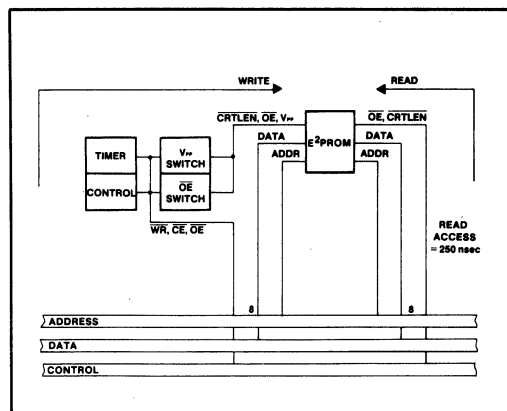 WRITE
READ
CRTLEN, OE, VPP
OE, CRTLEN
DATA
DATA
ADDR
ADDR
E²PROM
TIMER
VPP
SWITCH
CONTROL
OE
SWITCH
WR, CE, OE
READ
ACCESS
= 250 nsec
8
8
ADDRESS
DATA
CONTROL